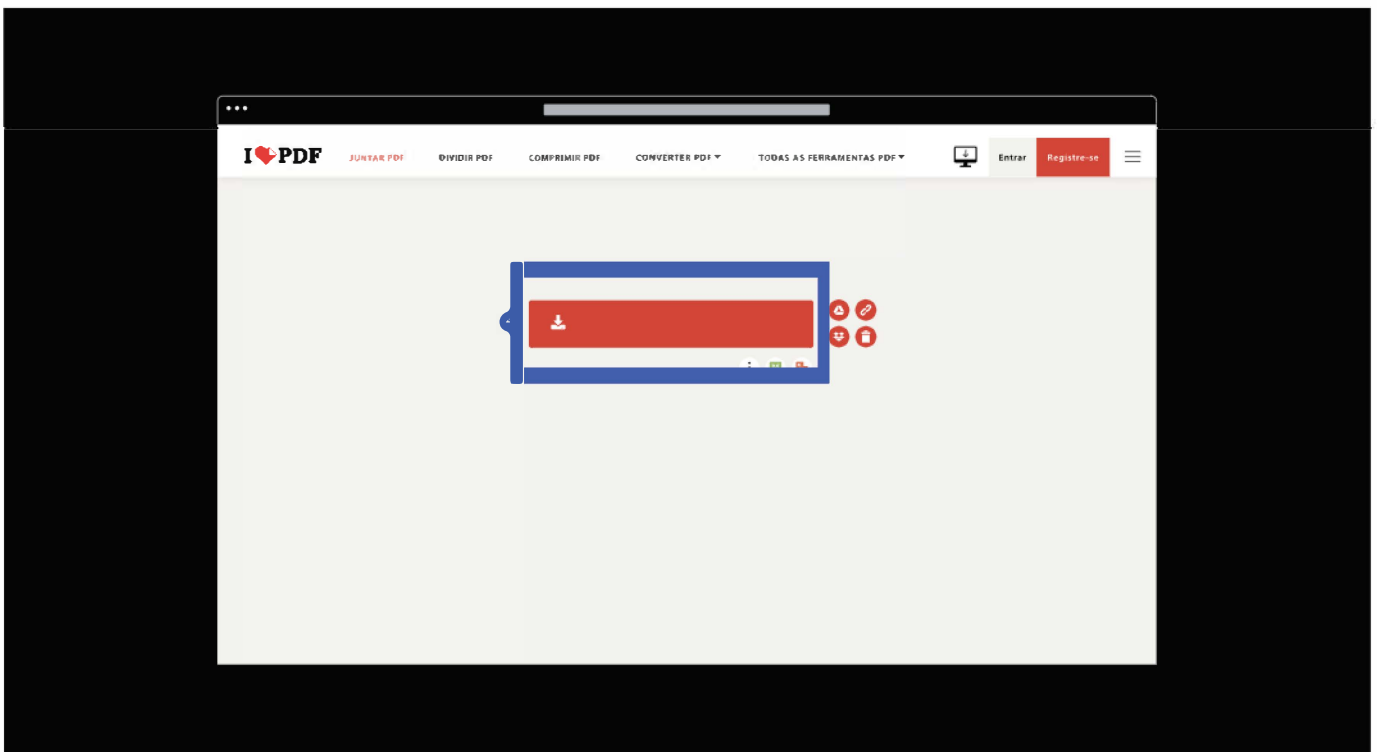 I PDF
JUNTAR PDF
DIVIDIR PDF
COMPRIMIR PDF
CONVERTER PDF
TODAS AS FERRAMENTAS PDF
Entrar
Registre-se